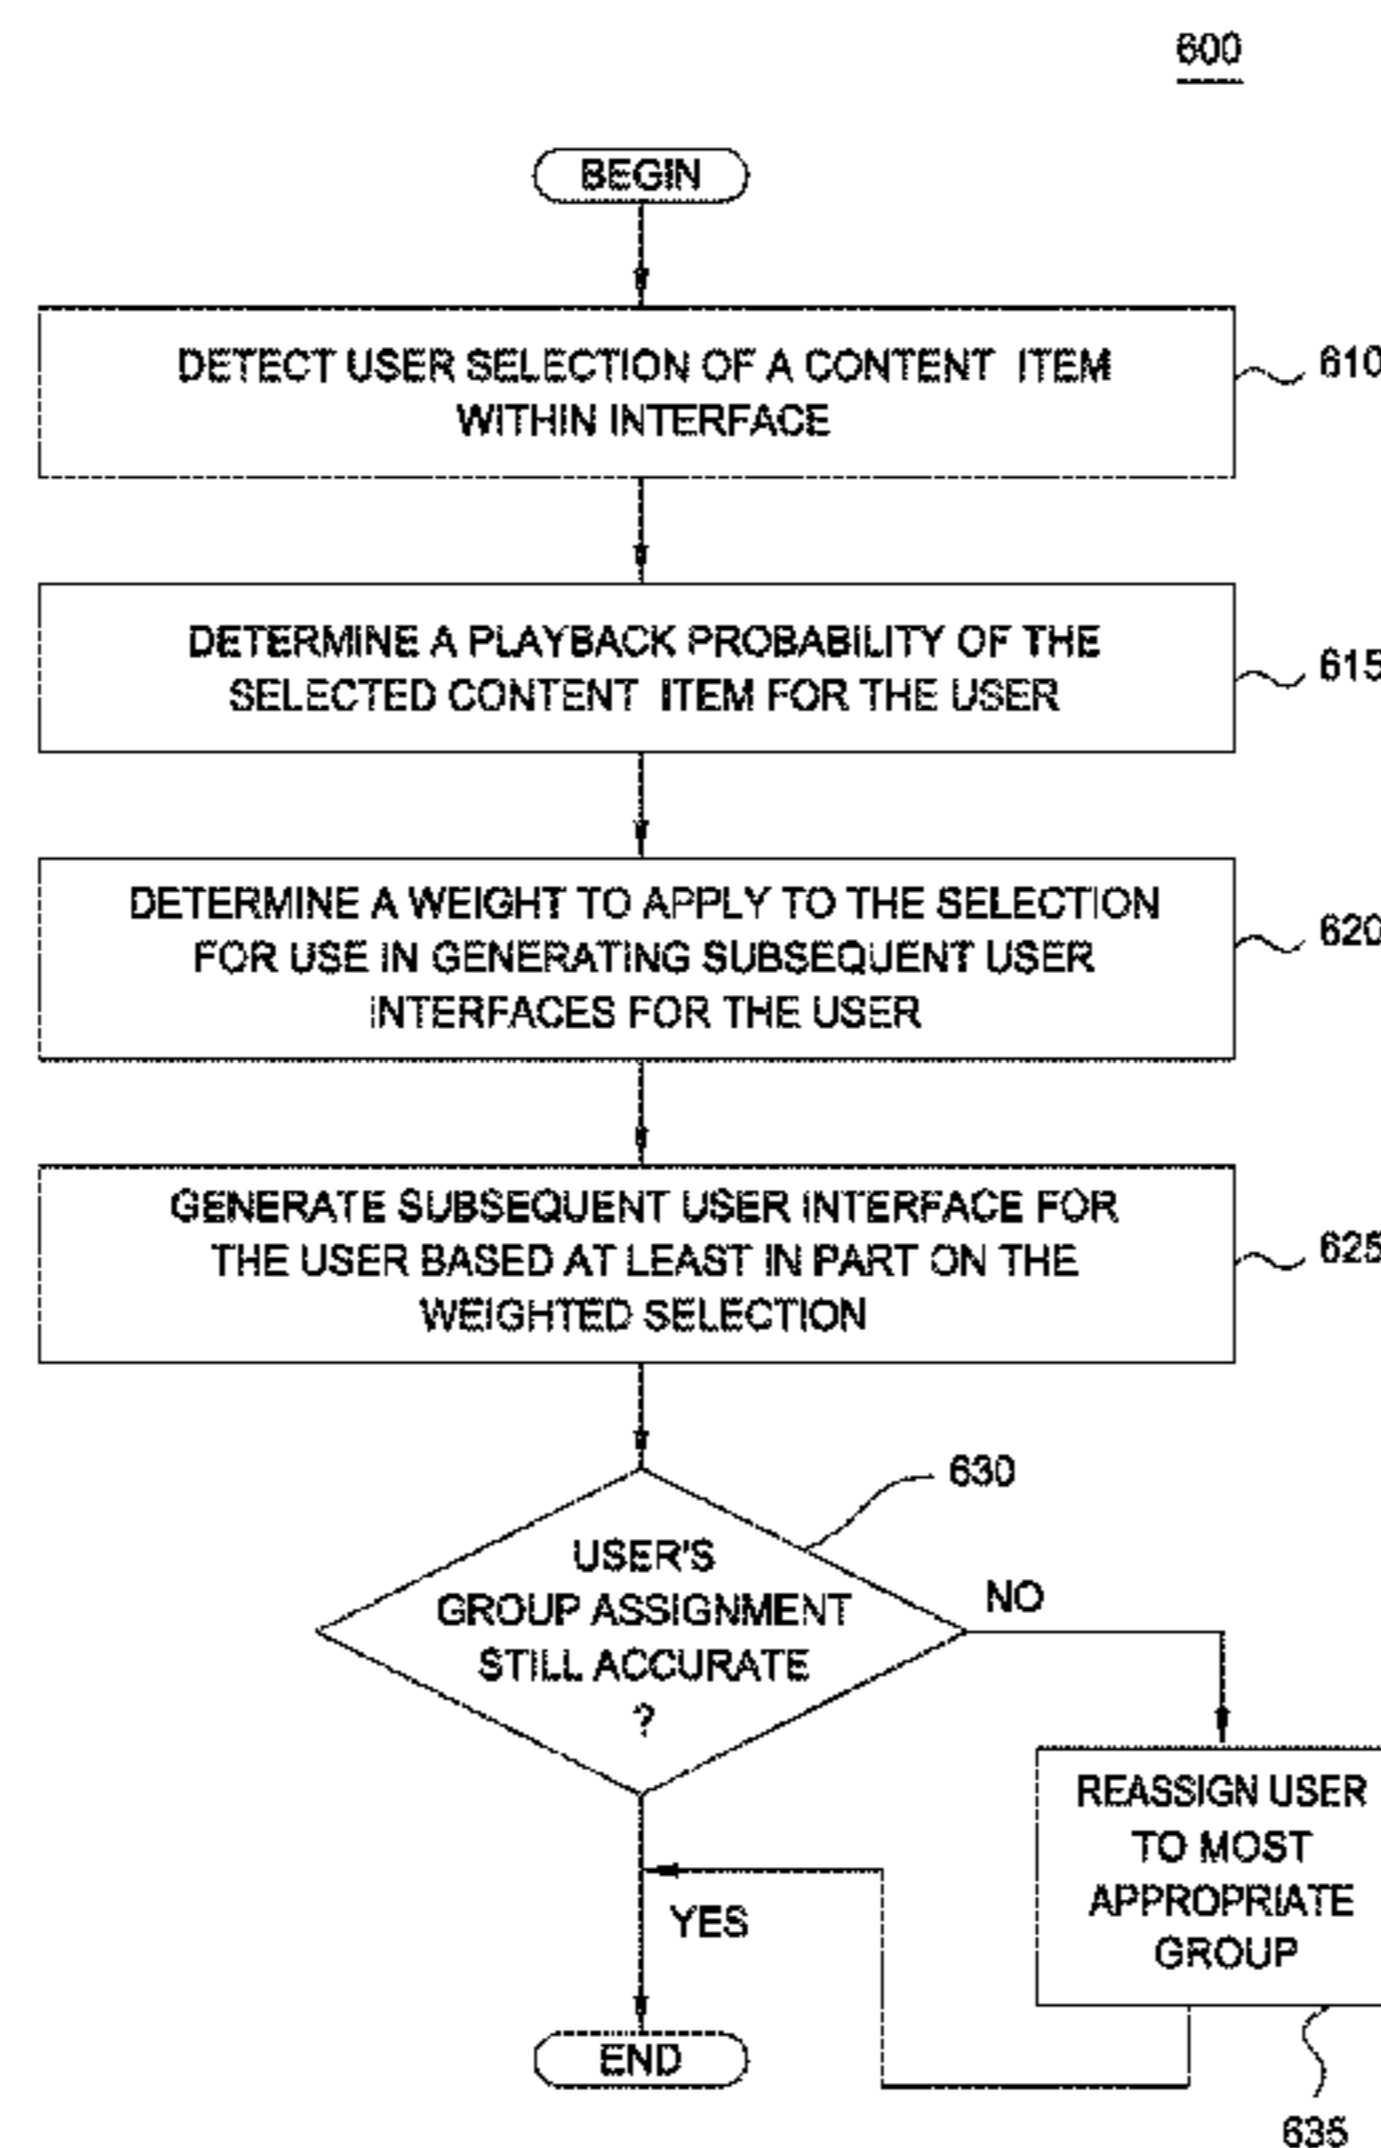 600
BEGIN
DETECT USER SELECTION OF A CONTENT ITEM
WITHIN INTERFACE
610
DETERMINE A PLAYBACK PROBABILITY OF THE
SELECTED CONTENT ITEM FOR THE USER
615
DETERMINE A WEIGHT TO APPLY TO THE SELECTION
FOR USE IN GENERATING SUBSEQUENT USER
INTERFACES FOR THE USER
620
GENERATE SUBSEQUENT USER INTERFACE FOR
THE USER BASED AT LEAST IN PART ON THE
WEIGHTED SELECTION
625
630
USER'S
GROUP ASSIGNMENT
STILL ACCURATE
?
NO
REASSIGN USER
TO MOST
APPROPRIATE
GROUP
YES
END
635